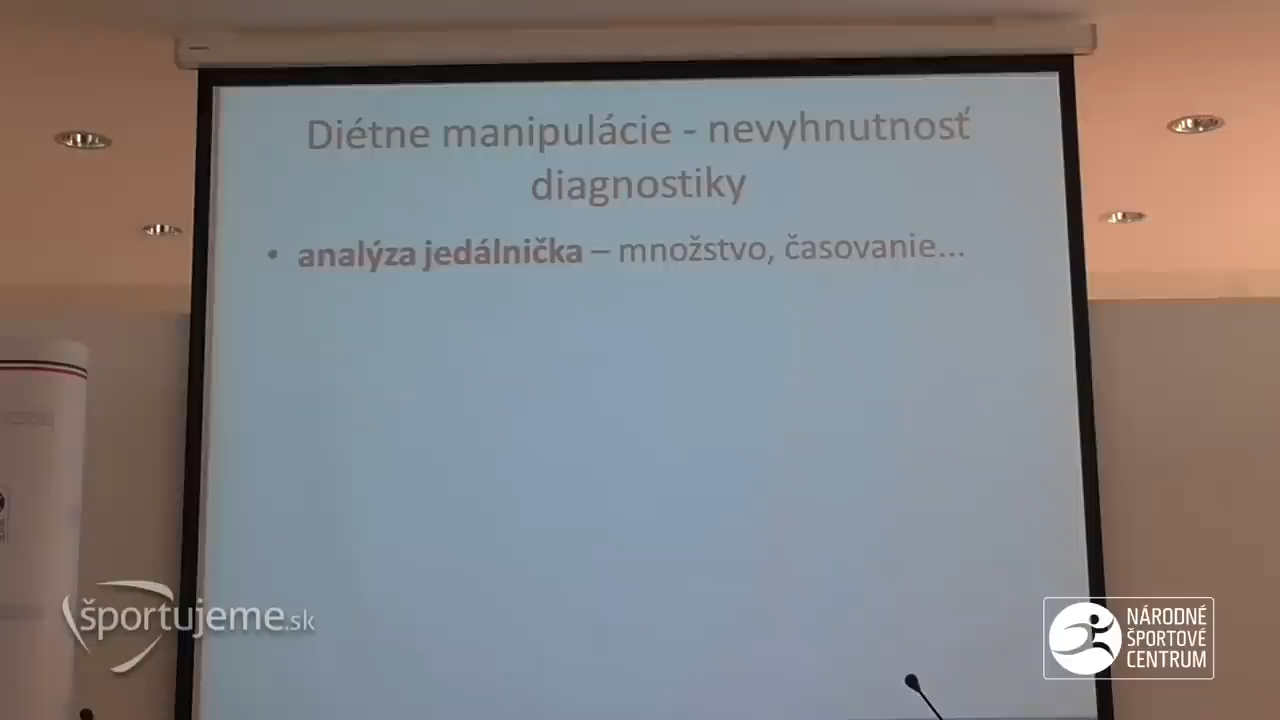 Diétne manipulácie - nevyhnutnosť
diagnostiky
• analýza jedálnička – množstvo, časovanie...
športujeme.sk
NÁRODNÉ
ŠPORTOVÉ
CENTRUM